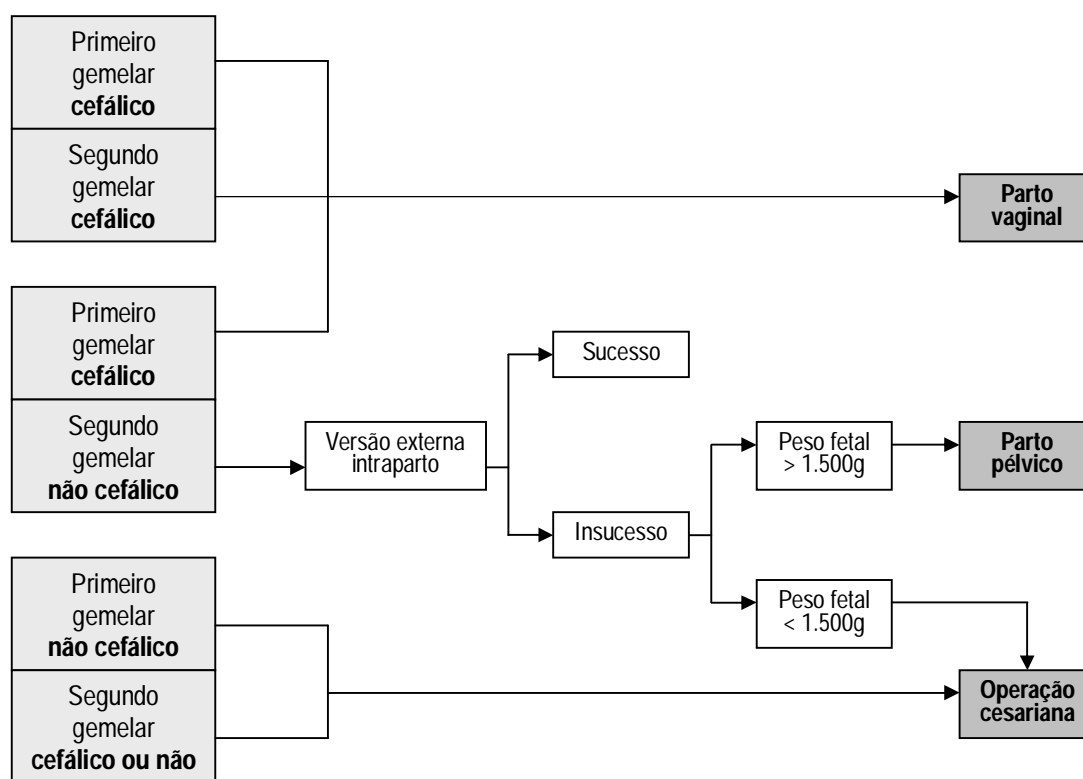 Primeiro
gemelar
cefálico
Segundo
gemelar
cefálico
Parto
vaginal
Primeiro
gemelar
cefálico
Segundo
gemelar
não cefálico
Versão externa
intraparto
Sucesso
Insucesso
Peso fetal
> 1.500g
Parto
pélvico
Peso fetal
< 1.500g
Primeiro
gemelar
não cefálico
Segundo
gemelar
cefálico ou não
Operação
cesariana